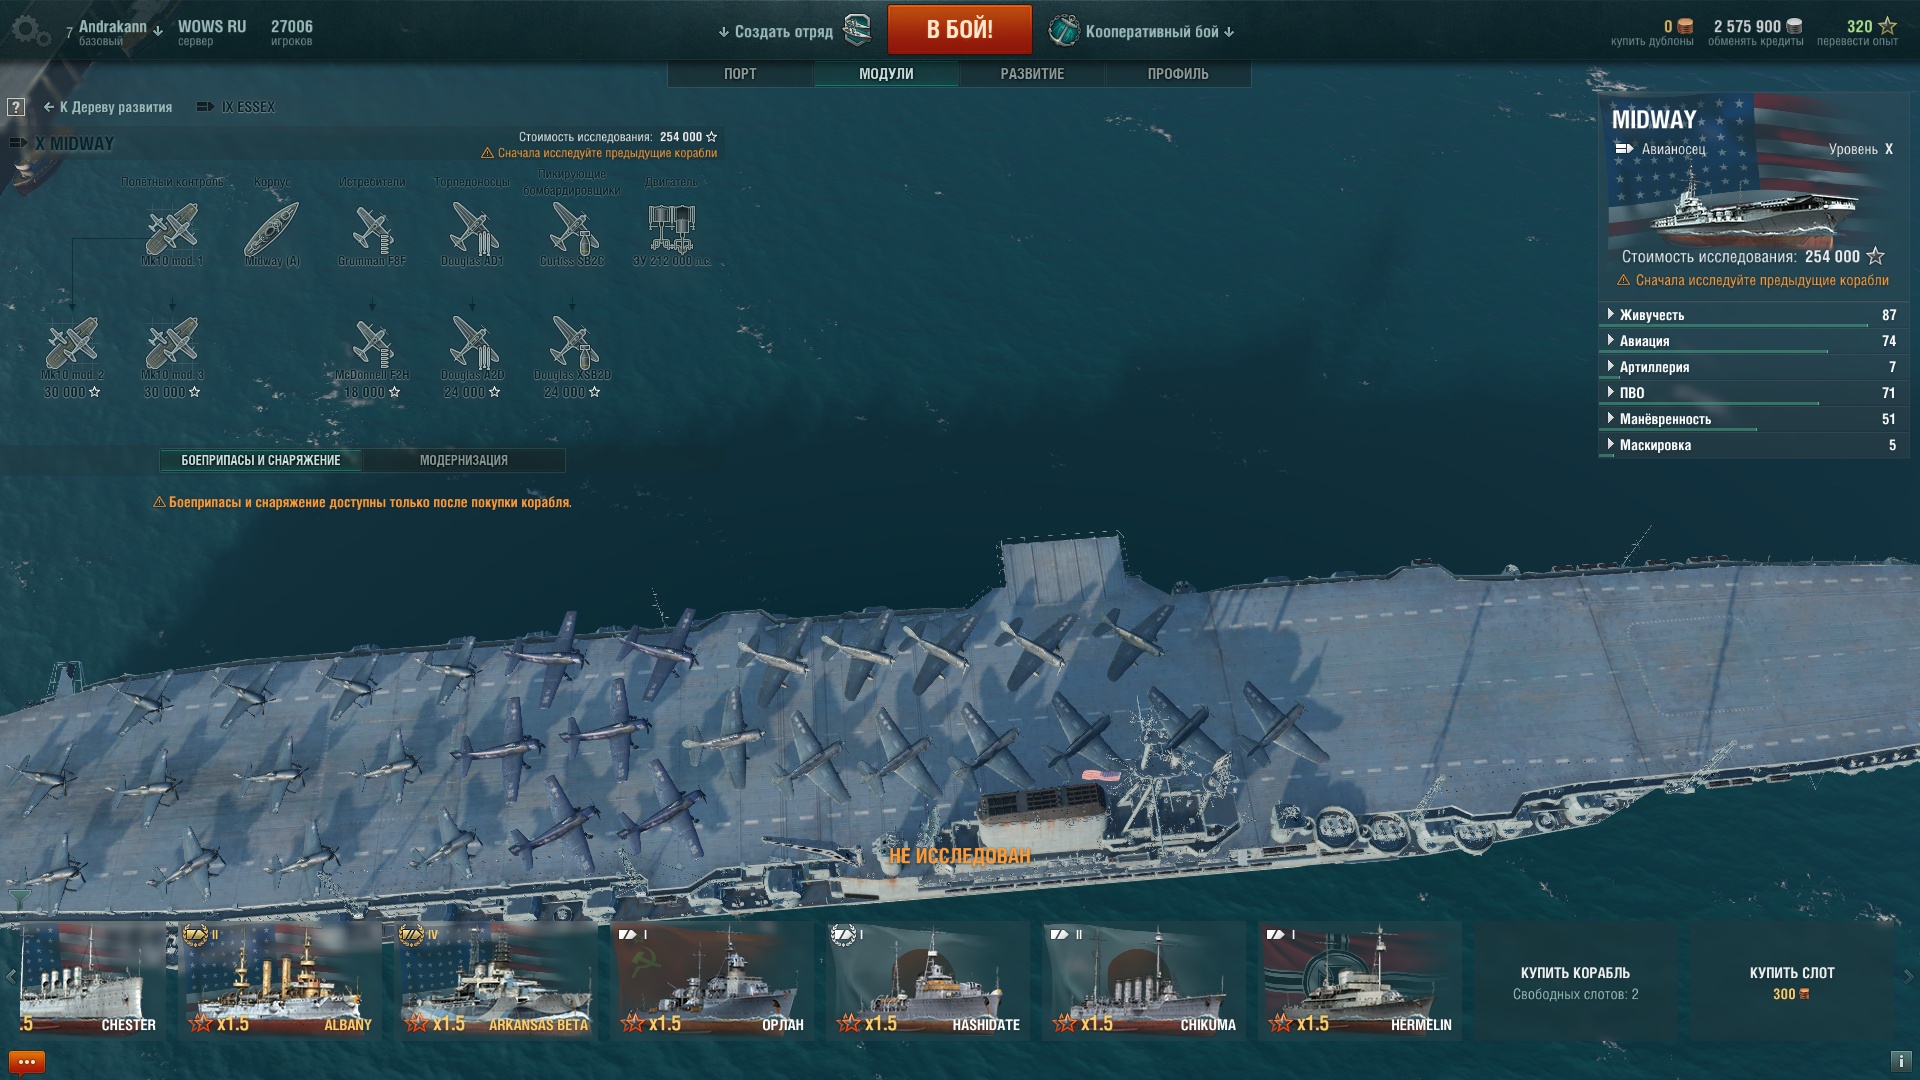 7 Andrakann
базовый
WOWS RU
сервер
27006
игроков
Создать отряд
В БОЙ!
Кооперативный бой
0
купить дублоны
2 575 900
обменять кредиты
320
перевести опыт
ПОРТ
МОДУЛИ
РАЗВИТИЕ
ПРОФИЛЬ
?
К Дереву развития
IX ESSEX
X MIDWAY
Стоимость исследования: 254 000
Сначала исследуйте предыдущие корабли
Полётный контроль
Корпус
Истребители
Торпедоносцы
Пикирующие
бомбардировщики
Двигатель
Mk10 mod. 1
Midway (A)
Grumman F8F
Douglas AD1
Curtiss SB2C
ЭУ 212 000 л.с.
Mk10 mod. 2
30 000
Mk10 mod. 3
30 000
McDonnell F2H
18 000
Douglas A2D
24 000
Douglas XSB2D
24 000
БОЕПРИПАСЫ И СНАРЯЖЕНИЕ
МОДЕРНИЗАЦИЯ
Боеприпасы и снаряжение доступны только после покупки корабля.
MIDWAY
Авианосец
Уровень X
Стоимость исследования: 254 000
Сначала исследуйте предыдущие корабли
Живучесть 87
Авиация 74
Артиллерия 7
ПВО 71
Манёвренность 51
Маскировка 5
НЕ ИССЛЕДОВАН
.5
CHESTER
II
x1.5
ALBANY
IV
x1.5
ARKANSAS BETA
I
x1.5
ОРЛАН
I
x1.5
HASHIDATE
II
x1.5
CHIKUMA
I
x1.5
HERMELIN
КУПИТЬ КОРАБЛЬ
Свободных слотов: 2
КУПИТЬ СЛОТ
300